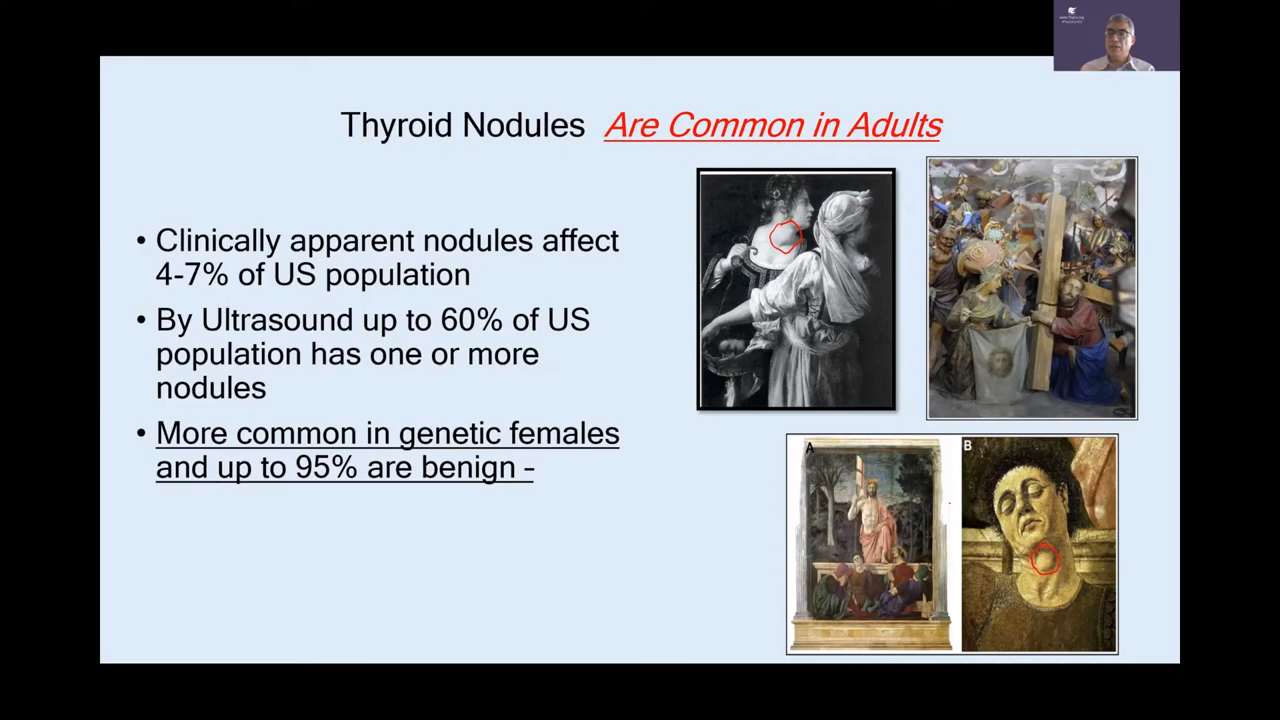 Thyroid Nodules Are Common in Adults
• Clinically apparent nodules affect
4-7% of US population
• By Ultrasound up to 60% of US
population has one or more
nodules
• More common in genetic females
and up to 95% are benign -
A
B